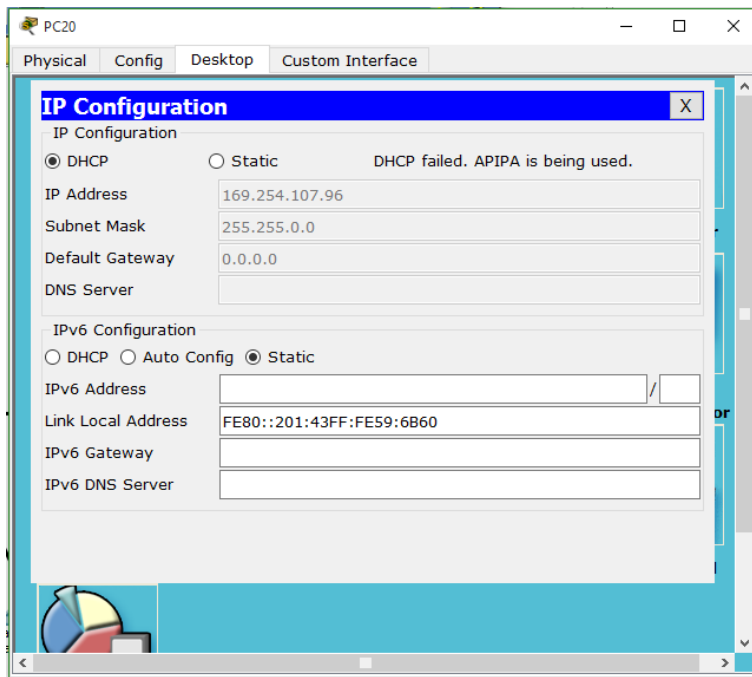 PC20
Physical Config Desktop Custom Interface
IP Configuration X
IP Configuration
DHCP Static DHCP failed. APIPA is being used.
IP Address 169.254.107.96
Subnet Mask 255.255.0.0
Default Gateway 0.0.0.0
DNS Server
IPv6 Configuration
DHCP Auto Config Static
IPv6 Address /
Link Local Address FE80::201:43FF:FE59:6B60
IPv6 Gateway
IPv6 DNS Server
or